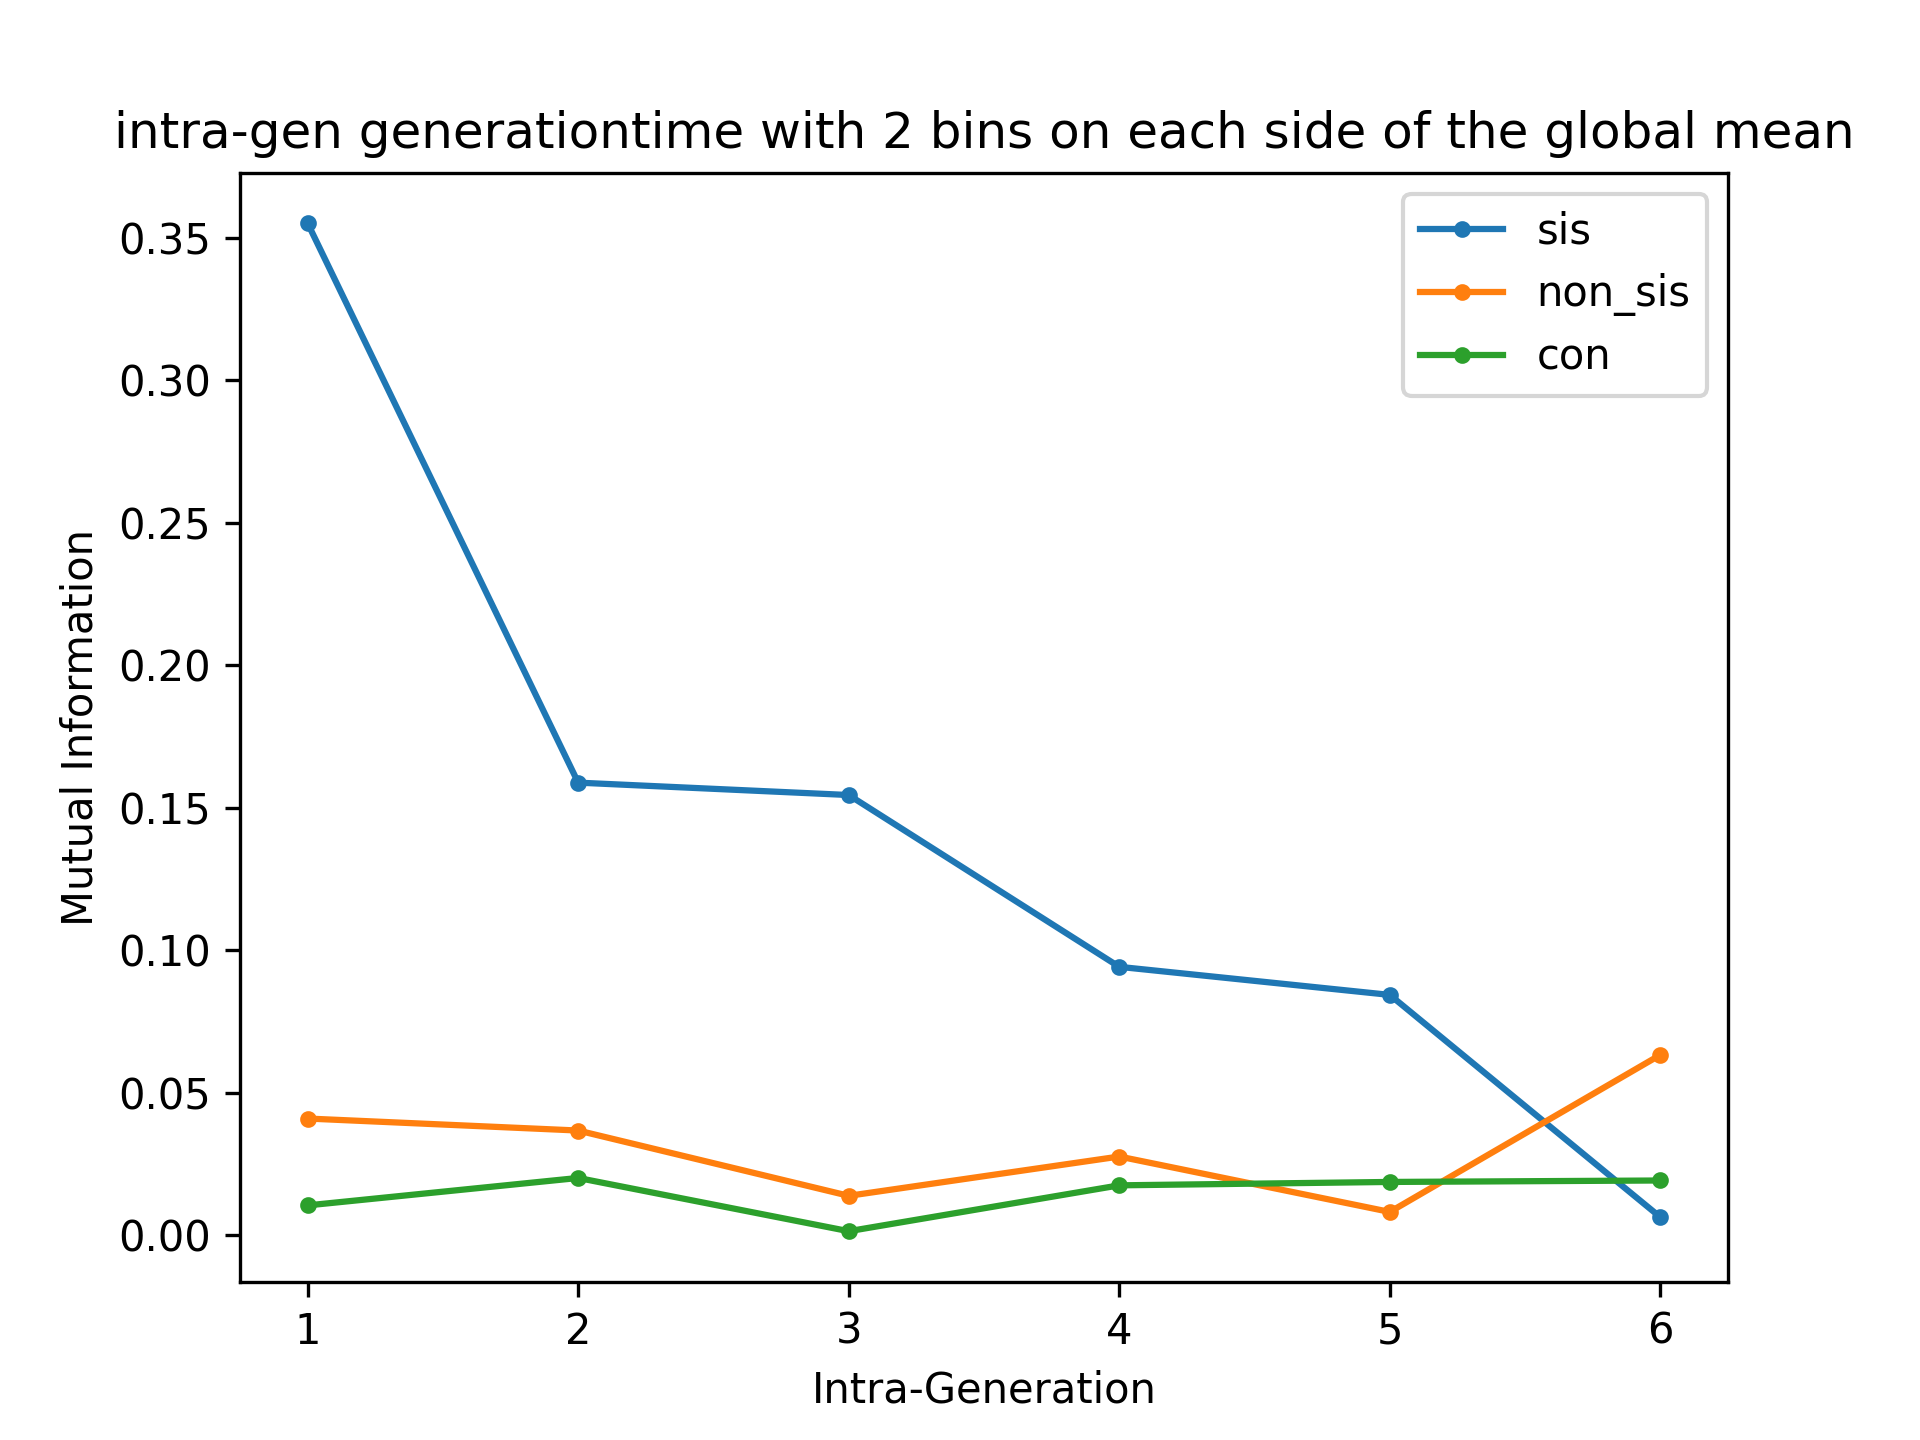 intra-gen generationtime with 2 bins on each side of the global mean
sis
non_sis
con
0.35
0.30
0.25
0.20
0.15
0.10
0.05
0.00
Mutual Information
1 2 3 4 5 6
Intra-Generation